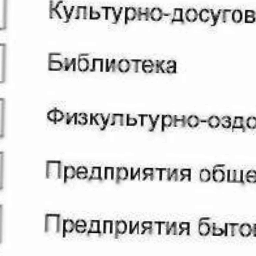 Культурно-досугов
Библиотека
Физкультурно-оздо
Предприятия обще
Предприятия бытов